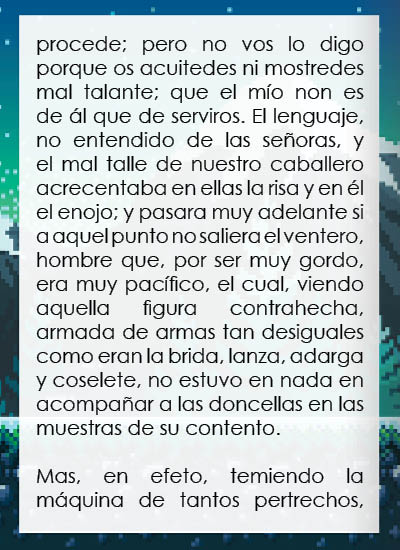 procede; pero no vos lo digo
porque os acuitedes ni mostredes
mal talante; que el mío non es
de ál que de serviros. El lenguaje,
no entendido de las señoras, y
el mal talle de nuestro caballero
acrecentaba en ellas la risa y en él
el enojo; y pasara muy adelante si
a aquel punto no saliera el ventero,
hombre que, por ser muy gordo,
era muy pacífico, el cual, viendo
aquella figura contrahecha,
armada de armas tan desiguales
como eran la brida, lanza, adarga
y coselete, no estuvo en nada en
acompañar a las doncellas en las
muestras de su contento.
Mas, en efeto, temiendo la
máquina de tantos pertrechos,